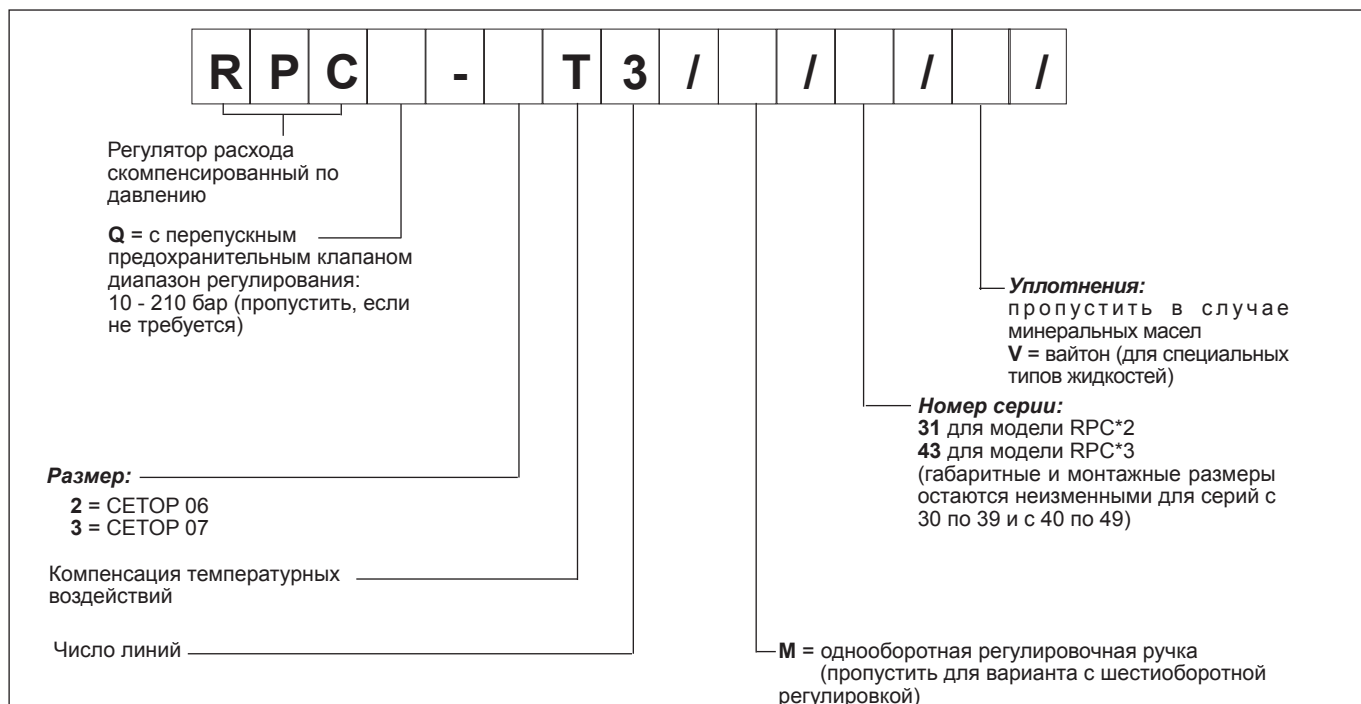 RPC - T3/ / / /
Регулятор расхода
скомпенсированный по
давлению
Q = с перепускным
предохранительным клапаном
диапазон регулирования:
10 - 210 бар (пропустить, если
не требуется)
Уплотнения:
пропустить в случае
минеральных масел
V = вайтон (для специальных
типов жидкостей)
Номер серии:
31 для модели RPC*2
43 для модели RPC*3
(габаритные и монтажные размеры
остаются неизменными для серий с
30 по 39 и с 40 по 49)
Размер:
2 = CETOP 06
3 = CETOP 07
Компенсация температурных
воздействий
Число линий
M = однооборотная регулировочная ручка
(пропустить для варианта с шестиоборотной
регулировкой)